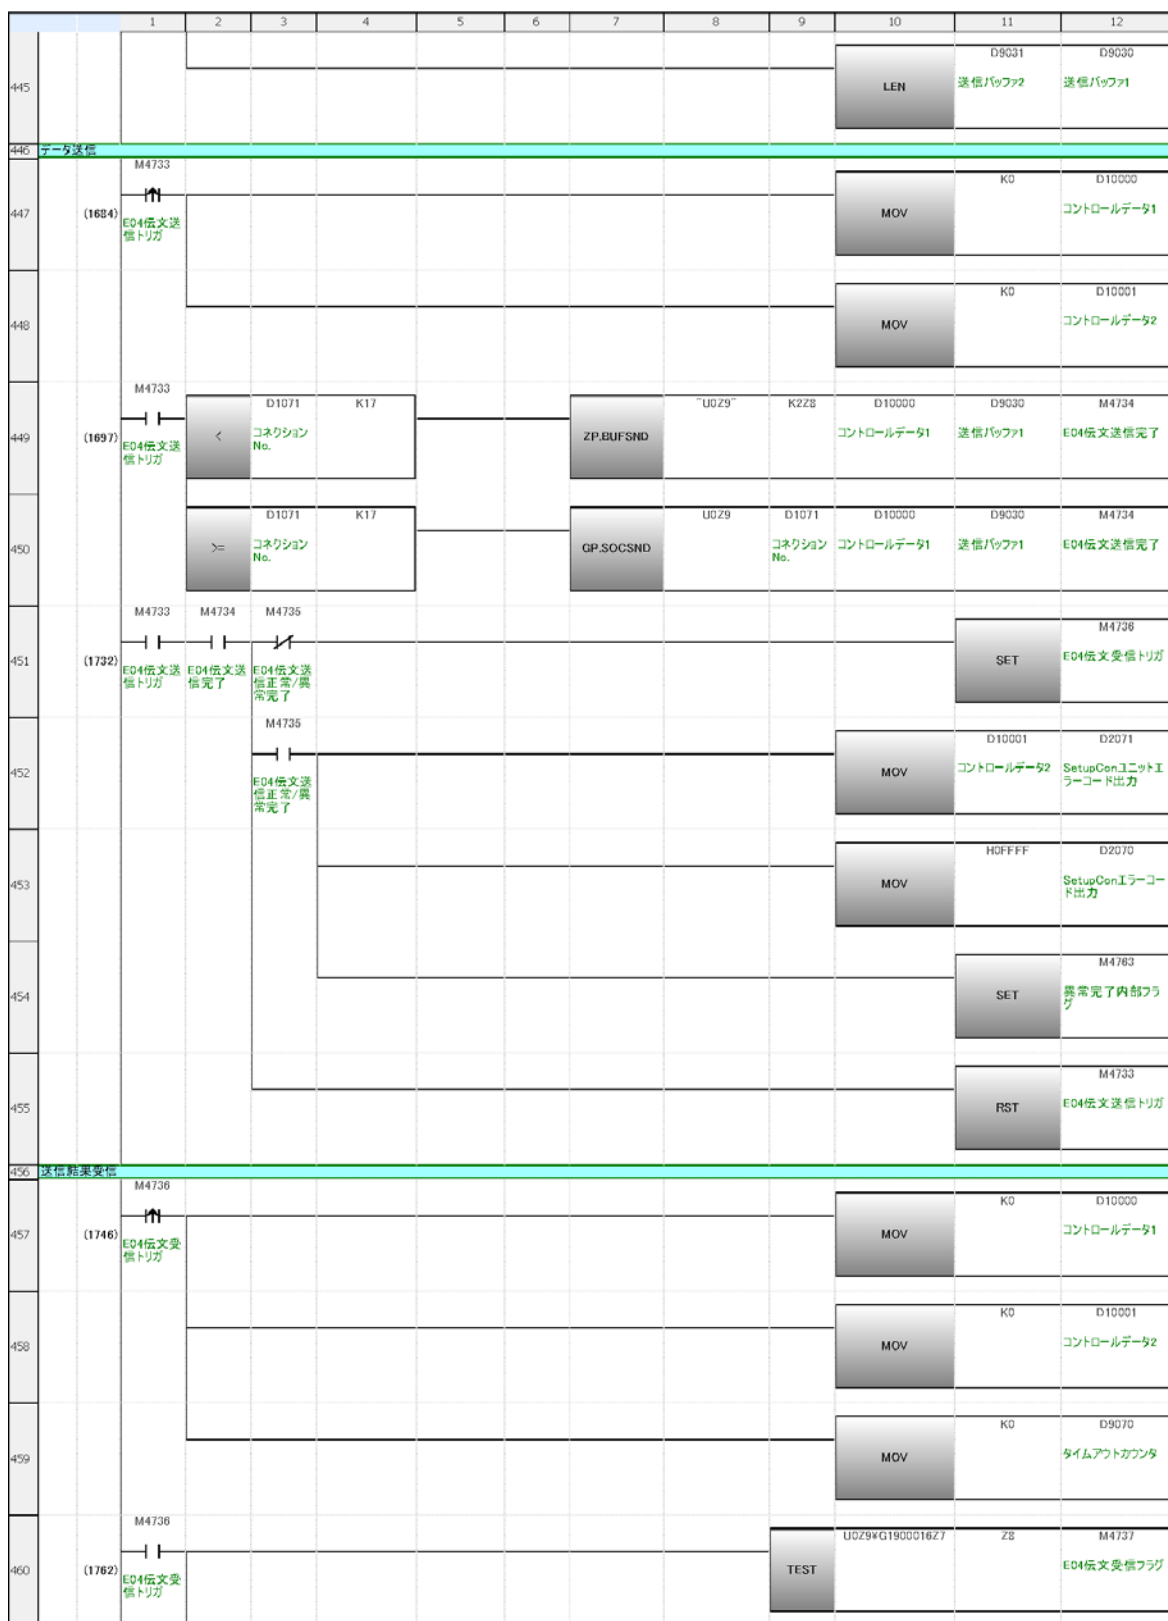 1 2 3 4 5 6 7 8 9 10 11 12
445
LEN
D9031 D9030
送信バッファ2 送信バッファ1
446 データ送信
447 (1684)
M4733
E04伝文送
信トリガ
MOV
K0 D10000
コントロールデータ1
448
MOV
K0 D10001
コントロールデータ2
449 (1697)
M4733
E04伝文送
信トリガ
<
D1071 K17
コネクション
No.
ZP.BUFSND
"U0Z9" K2Z8 D10000 D9030 M4734
コントロールデータ1 送信バッファ1 E04伝文送信完了
450
>=
D1071 K17
コネクション
No.
GP.SOCSND
U0Z9 D1071 D10000 D9030 M4734
コネクション コントロールデータ1 送信バッファ1 E04伝文送信完了
No.
451 (1732)
M4733 M4734 M4735
E04伝文送 E04伝文送 E04伝文送
信トリガ 信完了 信正常/異
常完了
SET
M4736
E04伝文受信トリガ
452
M4735
E04伝文送
信正常/異
常完了
MOV
D10001 D2071
コントロールデータ2 SetupConユニットエ
ラーコード出力
453
MOV
H0FFFF D2070
SetupConエラーコー
ド出力
454
SET
M4763
異常完了内部フラ
グ
455
RST
M4733
E04伝文送信トリガ
456 送信結果受信
457 (1746)
M4736
E04伝文受
信トリガ
MOV
K0 D10000
コントロールデータ1
458
MOV
K0 D10001
コントロールデータ2
459
MOV
K0 D9070
タイムアウトカウンタ
460 (1762)
M4736
E04伝文受
信トリガ
TEST
U0Z9¥G1900016Z7 Z8 M4737
E04伝文受信フラグ